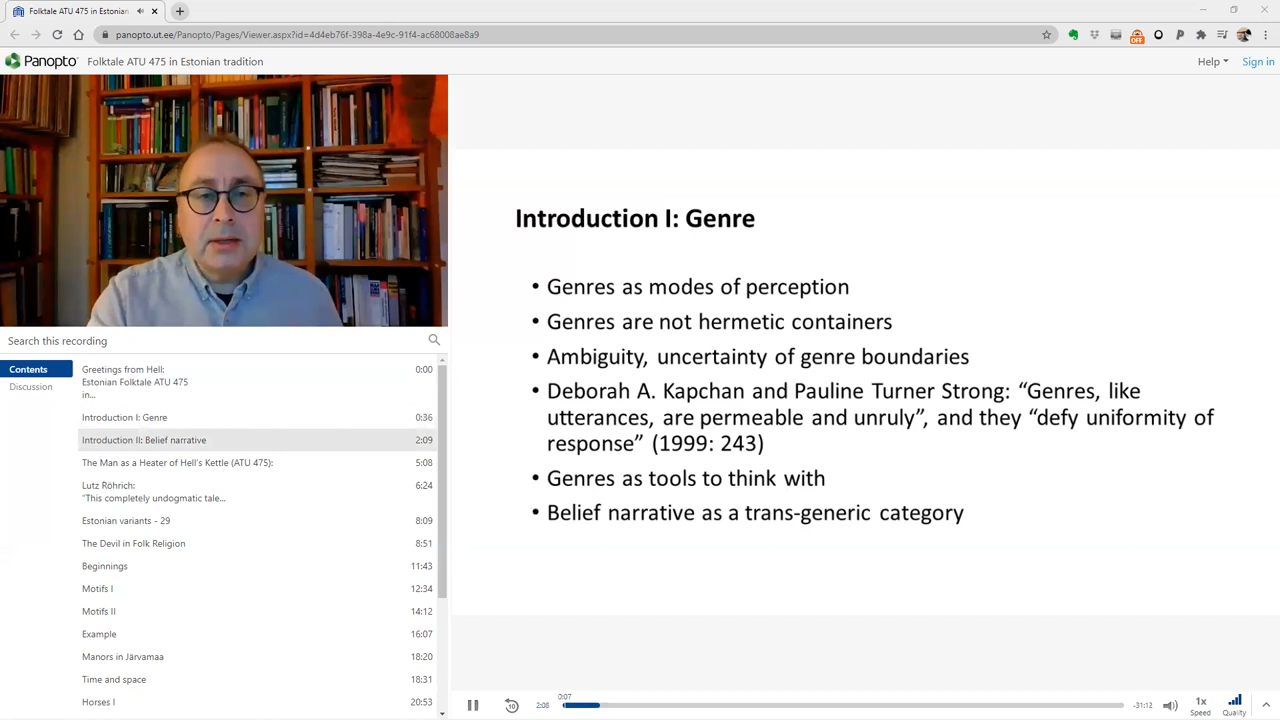 Folktale ATU 475 in Estonian
panopto.ut.ee/Panopto/Pages/Viewer.aspx?id=4d4eb76f-398a-4e9c-91f4-ac68008ae8a9
Panopto Folktale ATU 475 in Estonian tradition
Help
Sign in
Search this recording
Contents
Discussion
Greetings from Hell: 0:00
Estonian Folktale ATU 475
in...
Introduction I: Genre 0:36
Introduction II: Belief narrative 2:09
The Man as a Heater of Hell's Kettle (ATU 475): 5:08
Lutz Röhrich: 6:24
"This completely undogmatic tale...
Estonian variants - 29 8:09
The Devil in Folk Religion 8:51
Beginnings 11:43
Motifs I 12:34
Motifs II 14:12
Example 16:07
Manors in Järvamaa 18:20
Time and space 18:31
Horses I 20:53
Introduction I: Genre
• Genres as modes of perception
• Genres are not hermetic containers
• Ambiguity, uncertainty of genre boundaries
• Deborah A. Kapchan and Pauline Turner Strong: “Genres, like
utterances, are permeable and unruly”, and they “defy uniformity of
response” (1999: 243)
• Genres as tools to think with
• Belief narrative as a trans-generic category
10
2:08
0:07
-31:12
1x
Speed
Quality